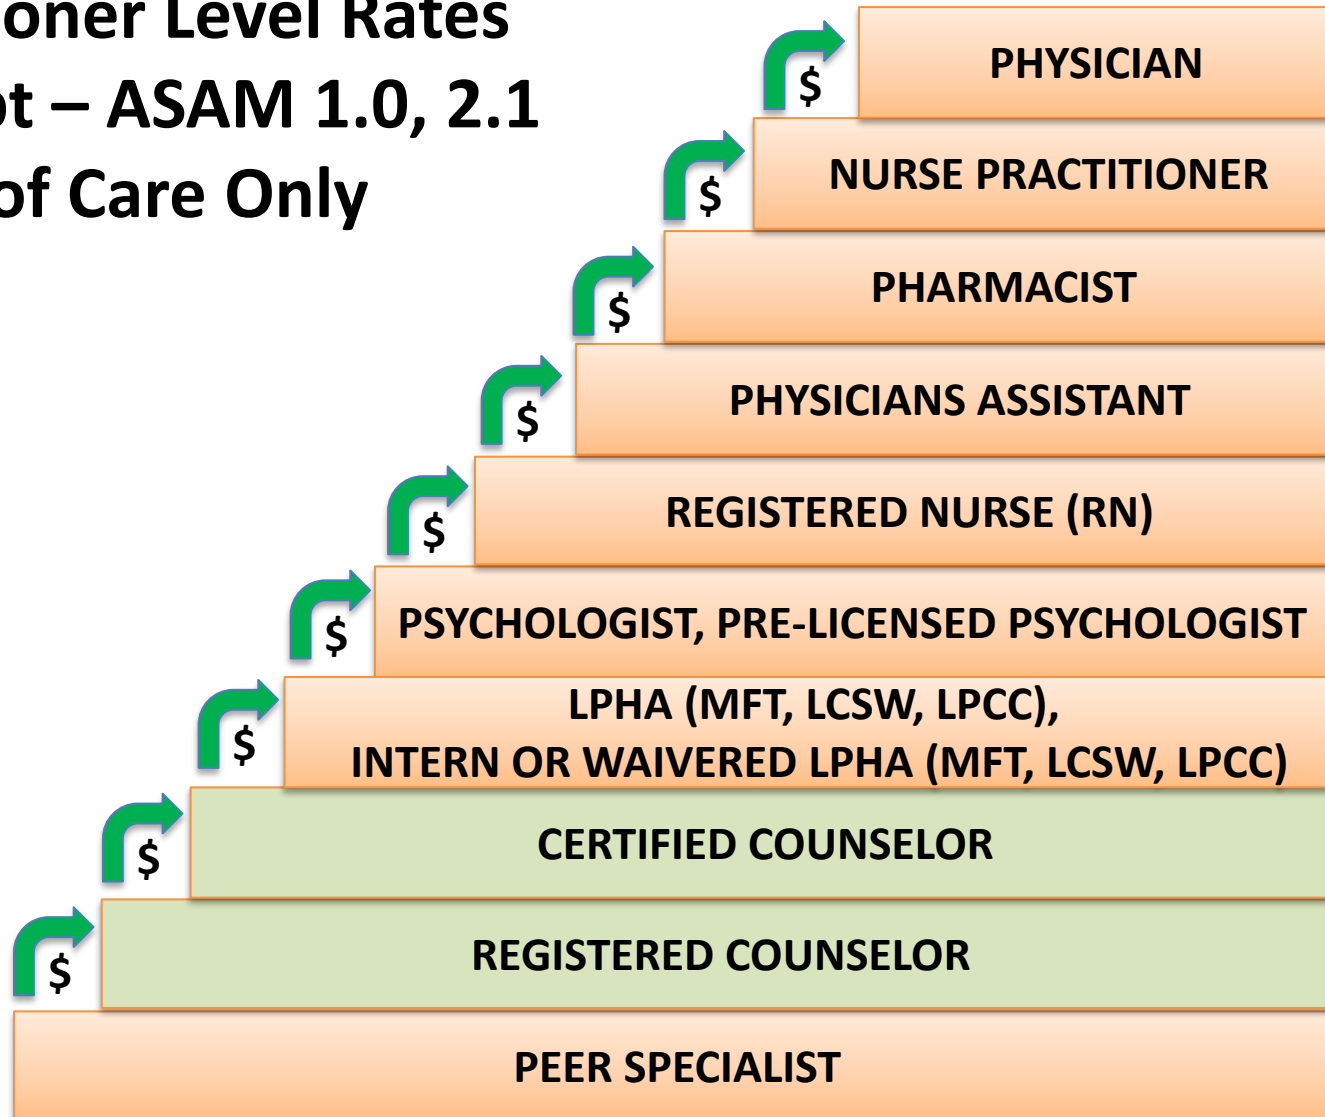 oner Level Rates
pt – ASAM 1.0, 2.1
of Care Only
$
PHYSICIAN
$
NURSE PRACTITIONER
$
PHARMACIST
$
PHYSICIANS ASSISTANT
$
REGISTERED NURSE (RN)
$
PSYCHOLOGIST, PRE-LICENSED PSYCHOLOGIST
$
LPHA (MFT, LCSW, LPCC),
INTERN OR WAIVERED LPHA (MFT, LCSW, LPCC)
$
CERTIFIED COUNSELOR
$
REGISTERED COUNSELOR
PEER SPECIALIST